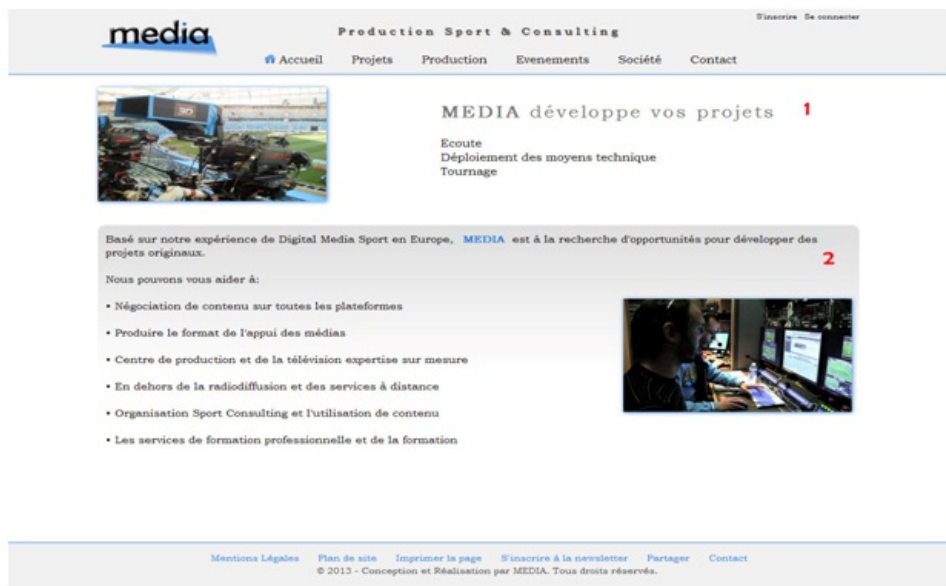 S'inscrire Se connecter
media
Production Sport & Consulting
Accueil Projets Production Evenements Société Contact
MEDIA développe vos projets 1
Ecoute
Déploiement des moyens technique
Tournage
Basé sur notre expérience de Digital Media Sport en Europe, MEDIA est à la recherche d'opportunités pour développer des
projets originaux.
2
Nous pouvons vous aider à:
• Négociation de contenu sur toutes les plateformes
• Produire le format de l'appui des médias
• Centre de production et de la télévision expertise sur mesure
• En dehors de la radiodiffusion et des services à distance
• Organisation Sport Consulting et l'utilisation de contenu
• Les services de formation professionnelle et de la formation
Mentions Légales Plan de site Imprimer la page S'inscrire à la newsletter Partager Contact
© 2013 - Conception et Réalisation par MEDIA. Tous droits réservés.